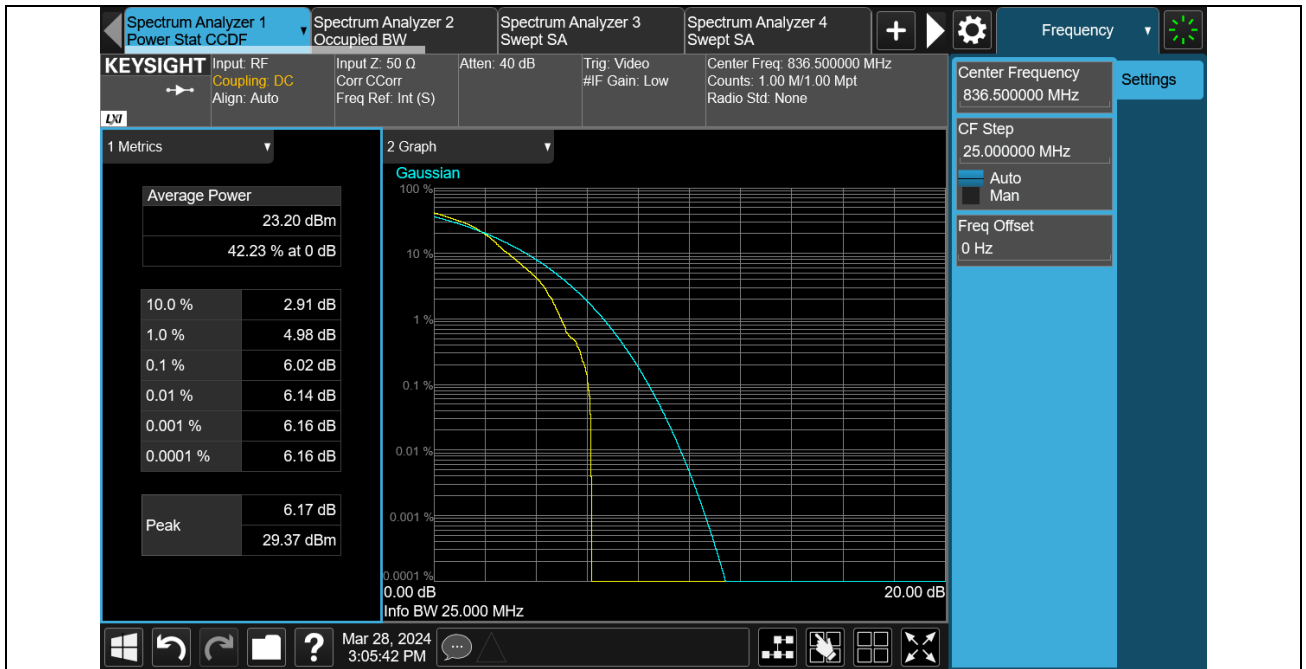 Spectrum Analyzer 1
Power Stat CCDF
Spectrum Analyzer 2
Occupied BW
Spectrum Analyzer 3
Swept SA
Spectrum Analyzer 4
Swept SA
+
Frequency
KEYSIGHT
LXI
Input: RF
Coupling: DC
Align: Auto
Input Z: 50 Ω
Corr CCorr
Freq Ref: Int (S)
Atten: 40 dB
Trig: Video
#IF Gain: Low
Center Freq: 836.500000 MHz
Counts: 1.00 M/1.00 Mpt
Radio Std: None
Center Frequency
836.500000 MHz
Settings
CF Step
25.000000 MHz
Auto
Man
Freq Offset
0 Hz
1 Metrics
Average Power
23.20 dBm
42.23 % at 0 dB
10.0 % 2.91 dB
1.0 % 4.98 dB
0.1 % 6.02 dB
0.01 % 6.14 dB
0.001 % 6.16 dB
0.0001 % 6.16 dB
Peak
6.17 dB
29.37 dBm
2 Graph
Gaussian
100 %
10 %
1 %
0.1 %
0.01 %
0.001 %
0.0001 %
0.00 dB
20.00 dB
Info BW 25.000 MHz
?
Mar 28, 2024
3:05:42 PM